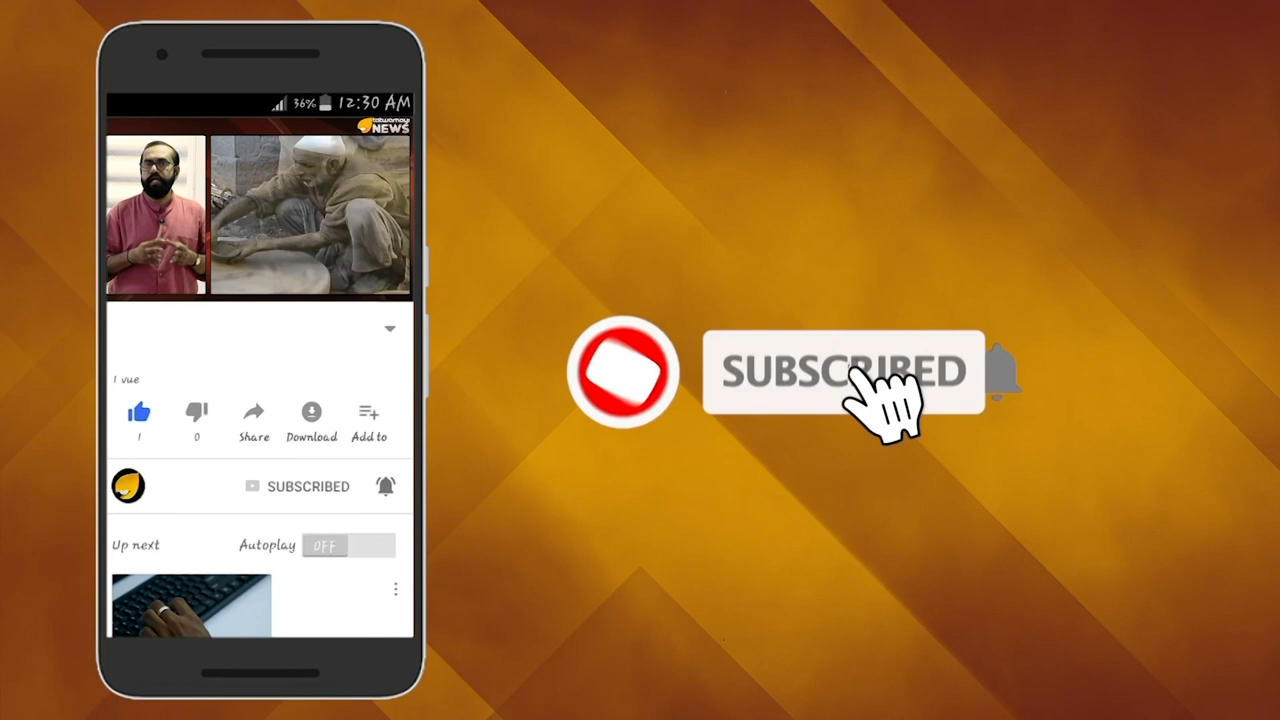 36% 12:30 AM
tatwamayi
NEWS
1 vue
1
0
Share
Download
Add to
SUBSCRIBED
Up next
Autoplay
OFF
SUBSCRIBED